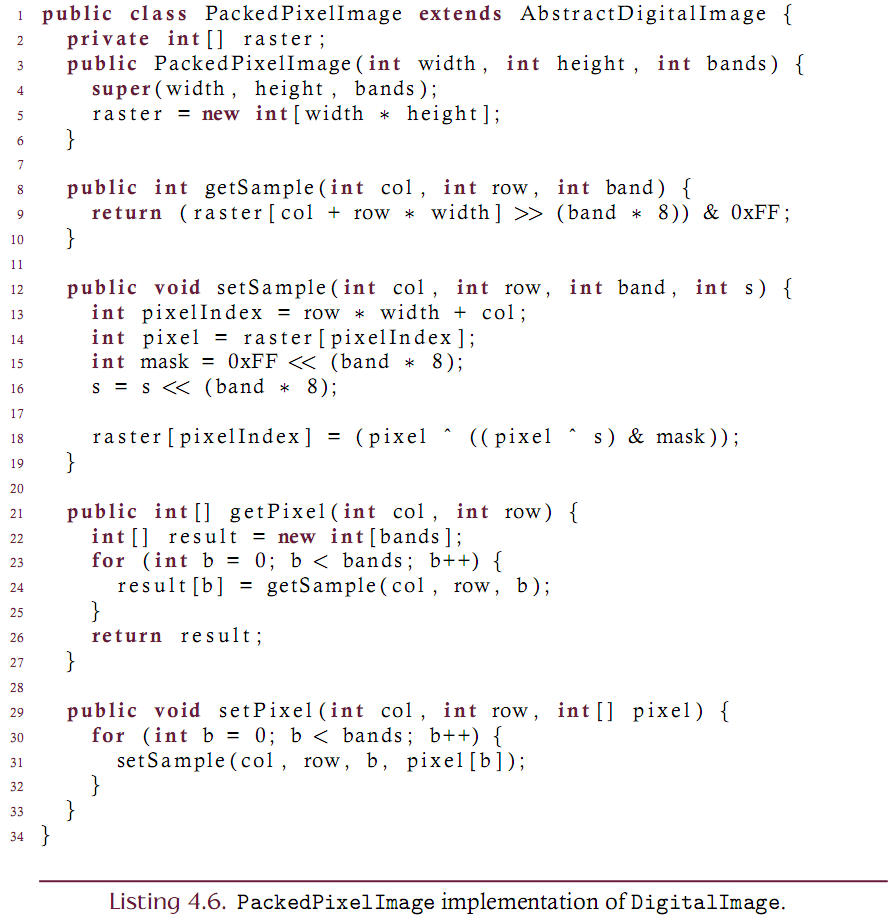 1 public class PackedPixelImage extends AbstractDigitalImage {
2 private int[] raster;
3 public PackedPixelImage(int width, int height, int bands) {
4 super(width, height, bands);
5 raster = new int[width * height];
6 }
7
8 public int getSample(int col, int row, int band) {
9 return (raster[col + row * width] >> (band * 8)) & 0xFF;
10 }
11
12 public void setSample(int col, int row, int band, int s) {
13 int pixelIndex = row * width + col;
14 int pixel = raster[pixelIndex];
15 int mask = 0xFF << (band * 8);
16 s = s << (band * 8);
17
18 raster[pixelIndex] = (pixel ^ ((pixel ^ s) & mask));
19 }
20
21 public int[] getPixel(int col, int row) {
22 int[] result = new int[bands];
23 for (int b = 0; b < bands; b++) {
24 result[b] = getSample(col, row, b);
25 }
26 return result;
27 }
28
29 public void setPixel(int col, int row, int[] pixel) {
30 for (int b = 0; b < bands; b++) {
31 setSample(col, row, b, pixel[b]);
32 }
33 }
34 }
Listing 4.6. PackedPixelImage implementation of DigitalImage.